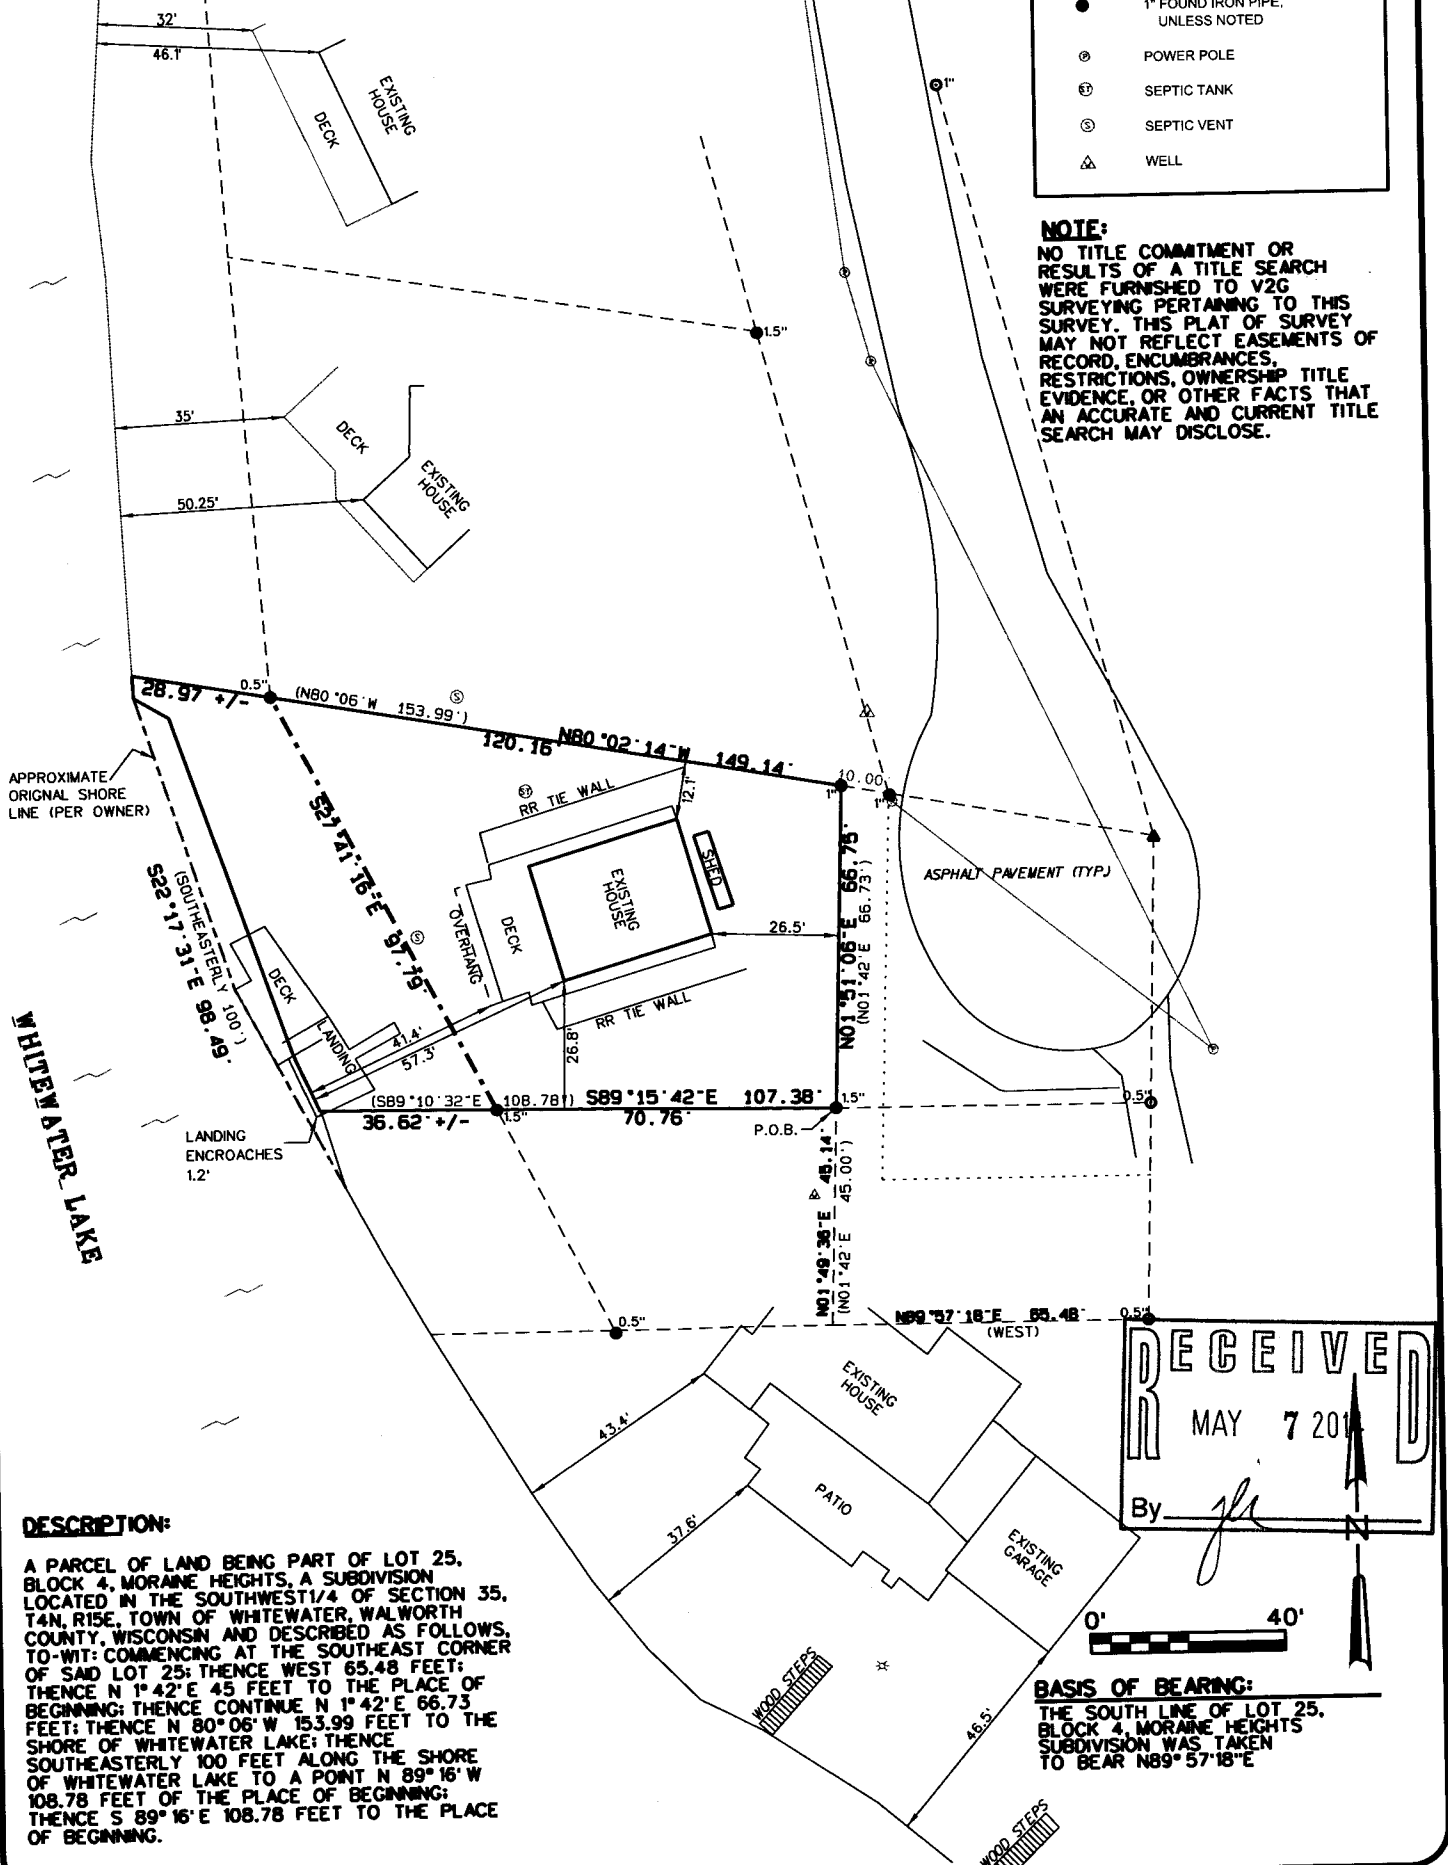 1" FOUND IRON PIPE,
UNLESS NOTED
POWER POLE
ST
SEPTIC TANK
S
SEPTIC VENT
WELL
NOTE:
NO TITLE COMMITMENT OR
RESULTS OF A TITLE SEARCH
WERE FURNISHED TO V2G
SURVEYING PERTAINING TO THIS
SURVEY. THIS PLAT OF SURVEY
MAY NOT REFLECT EASEMENTS OF
RECORD, ENCUMBRANCES,
RESTRICTIONS, OWNERSHIP TITLE
EVIDENCE, OR OTHER FACTS THAT
AN ACCURATE AND CURRENT TITLE
SEARCH MAY DISCLOSE.
32'
46.1'
EXISTING
HOUSE
DECK
1"
1.5"
35'
DECK
50.25'
EXISTING
HOUSE
28.97 +/-
0.5"
(N80°06'W 153.99')
S
120.16'
N80°02'14"W 149.14'
10.00'
1"
1"
APPROXIMATE
ORIGNAL SHORE
LINE (PER OWNER)
S27°41'16"E 97.79'
ST
RR TIE WALL
12.1'
SHED
EXISTING
HOUSE
DECK
OVERHANG
S
26.5'
N01°51'06"E 66.75'
(N01°42'E 66.73')
ASPHALT PAVEMENT (TYP.)
(SOUTHEASTERLY 100')
S22°17'31"E 98.49'
DECK
LANDING
41.4'
57.3'
26.8'
RR TIE WALL
WHITEWATER LAKE
(S89°10'32"E 108.78')
S89°15'42"E 107.38'
36.62' +/-
1.5"
70.76'
1.5"
0.5"
P.O.B.
LANDING
ENCROACHES
1.2'
N01°49'36"E 45.14'
(N01°42'E 45.00')
0.5"
N89°57'18"E 65.48'
(WEST)
0.5"
RECEIVED
MAY 7 201
By
N
EXISTING
HOUSE
43.4'
PATIO
37.6'
EXISTING
GARAGE
WOOD STEPS
46.5'
WOOD STEPS
0' 40'
BASIS OF BEARING:
THE SOUTH LINE OF LOT 25,
BLOCK 4, MORAINE HEIGHTS
SUBDIVISION WAS TAKEN
TO BEAR N89°57'18"E
DESCRIPTION:
A PARCEL OF LAND BEING PART OF LOT 25,
BLOCK 4, MORAINE HEIGHTS, A SUBDIVISION
LOCATED IN THE SOUTHWEST1/4 OF SECTION 35,
T4N, R15E, TOWN OF WHITEWATER, WALWORTH
COUNTY, WISCONSIN AND DESCRIBED AS FOLLOWS,
TO-WIT: COMMENCING AT THE SOUTHEAST CORNER
OF SAID LOT 25; THENCE WEST 65.48 FEET;
THENCE N 1°42'E 45 FEET TO THE PLACE OF
BEGINNING; THENCE CONTINUE N 1°42'E 66.73
FEET; THENCE N 80°06'W 153.99 FEET TO THE
SHORE OF WHITEWATER LAKE; THENCE
SOUTHEASTERLY 100 FEET ALONG THE SHORE
OF WHITEWATER LAKE TO A POINT N 89°16'W
108.78 FEET OF THE PLACE OF BEGINNING;
THENCE S 89°16'E 108.78 FEET TO THE PLACE
OF BEGINNING.